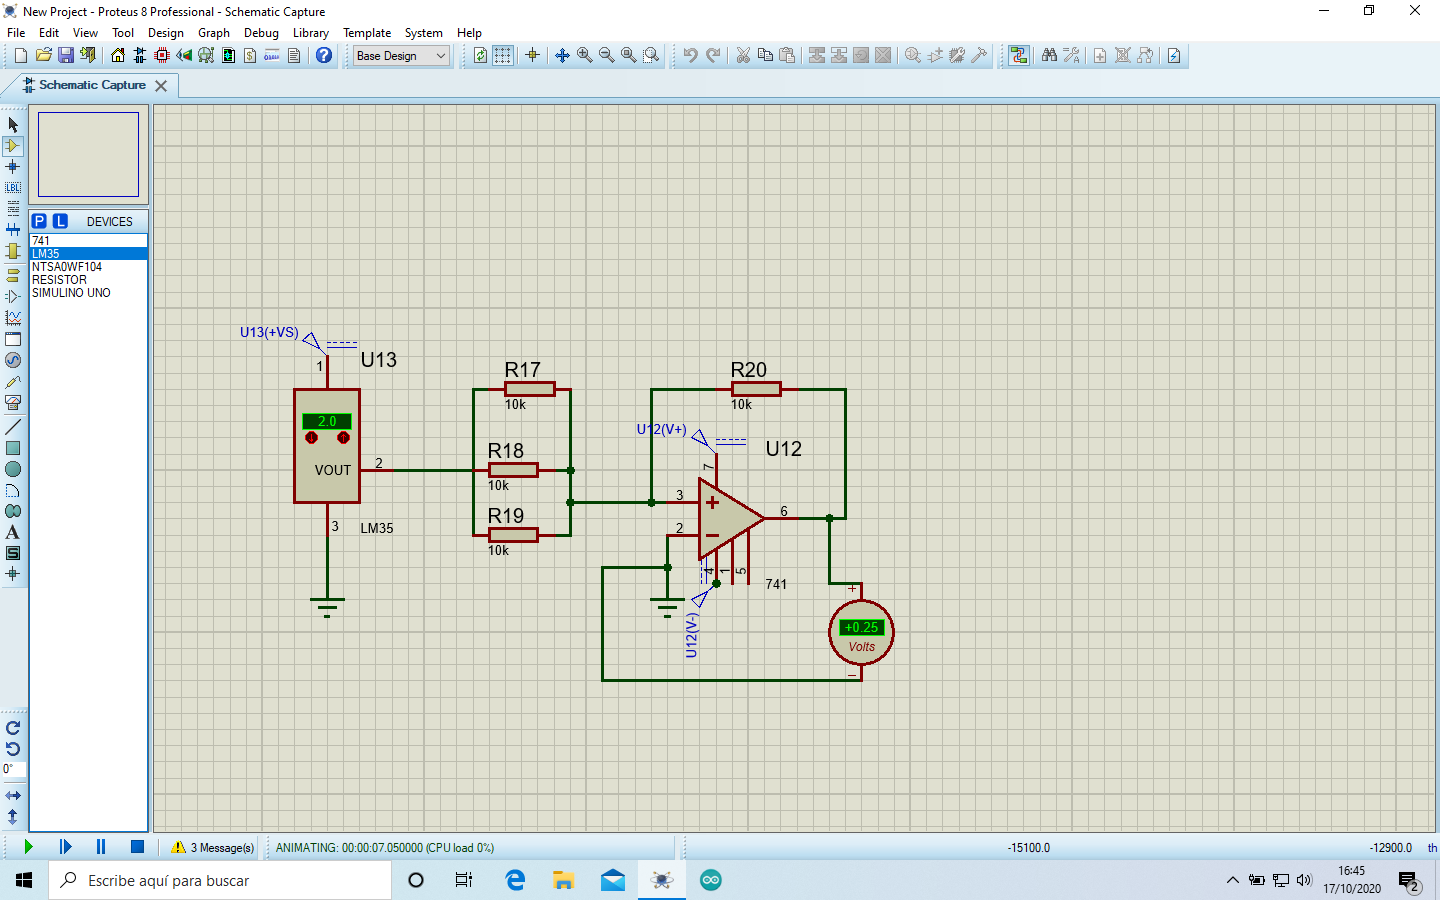 New Project - Proteus 8 Professional - Schematic Capture
File Edit View Tool Design Graph Debug Library Template System Help
Base Design
Schematic Capture
P L DEVICES
741
LM35
NTSA0WF104
RESISTOR
SIMULINO UNO
LBL
A
S
0°
U13(+VS)
1
U13
2.0
VOUT
2
3
LM35
R17
10k
R18
10k
R19
10k
R20
10k
U12(V+)
U12
7
3
2
6
4
1
5
741
U12(V-)
+
+0.25
Volts
−
3 Message(s)
ANIMATING: 00:00:07.050000 (CPU load 0%)
-15100.0
-12900.0
th
Escribe aquí para buscar
16:45
17/10/2020
2